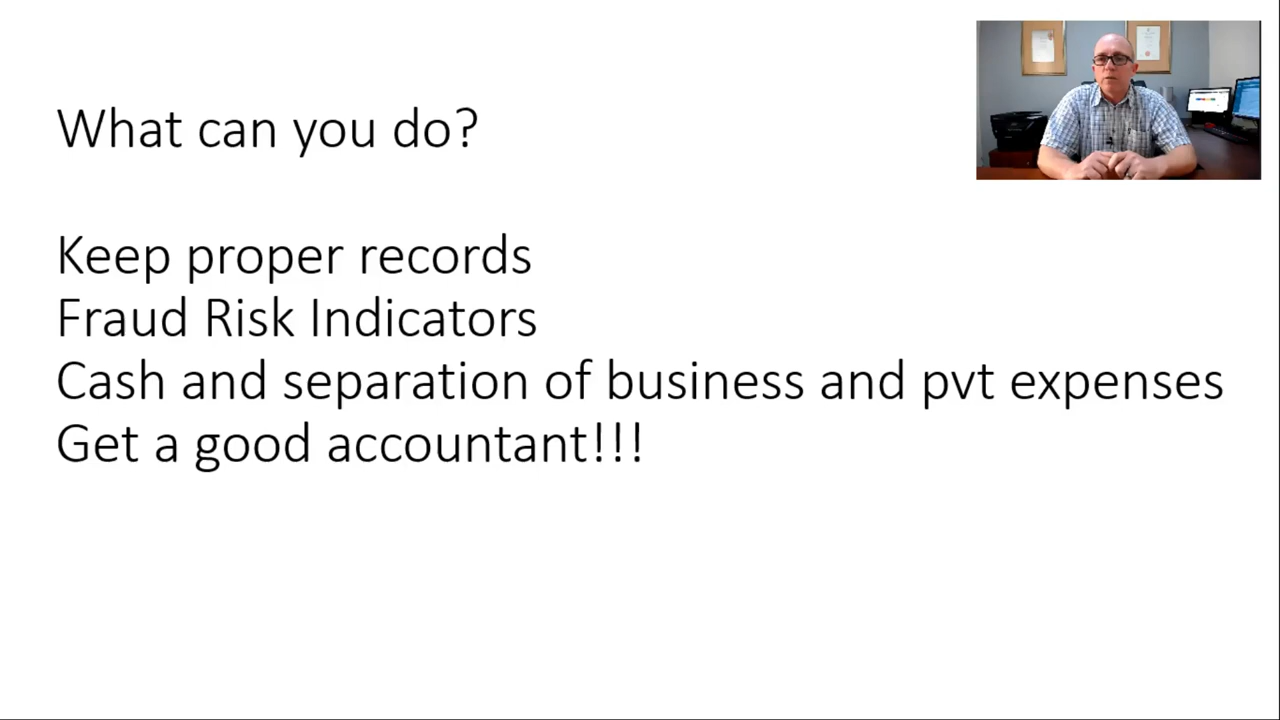 What can you do?
Keep proper records
Fraud Risk Indicators
Cash and separation of business and pvt expenses
Get a good accountant!!!